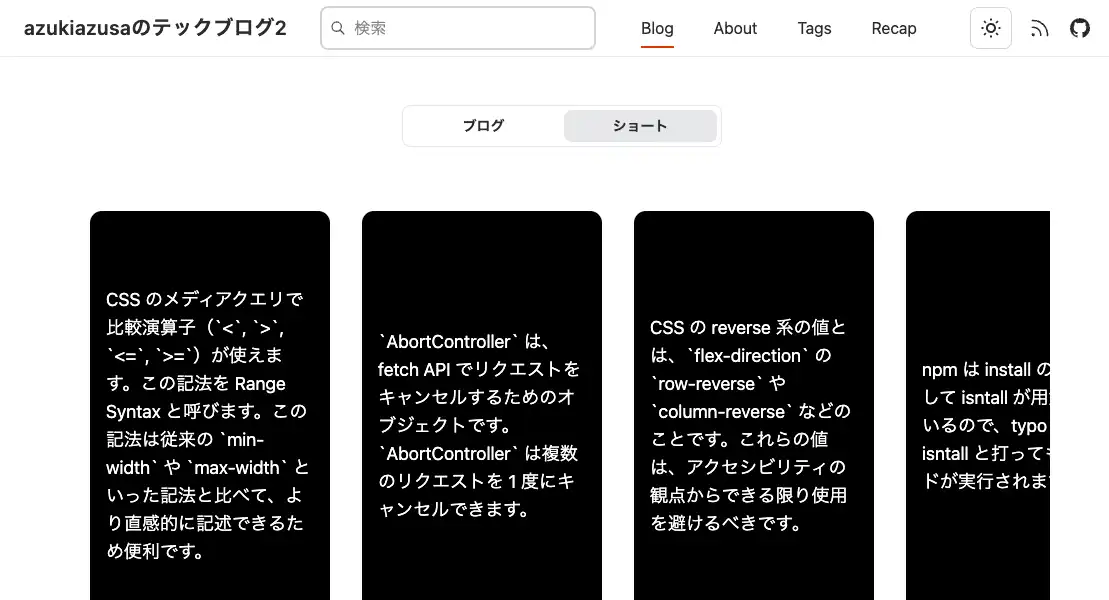 azukiazusaのテックブログ2
検索
Blog
About
Tags
Recap
ブログ
ショート
CSS のメディアクエリで
比較演算子（`<`, `>`,
`<=`, `>=`）が使えま
す。この記法を Range
Syntax と呼びます。この
記法は従来の `min-
width` や `max-width` と
いった記法と比べて、よ
り直感的に記述できるた
め便利です。
`AbortController` は、
fetch API でリクエストを
キャンセルするためのオ
ブジェクトです。
`AbortController` は複数
のリクエストを 1 度にキ
ャンセルできます。
CSS の reverse 系の値と
は、`flex-direction` の
`row-reverse` や
`column-reverse` などの
ことです。これらの値
は、アクセシビリティの
観点からできる限り使用
を避けるべきです。
npm は install の
して isntall が用
いるので、typo
isntall と打っても
ドが実行されま